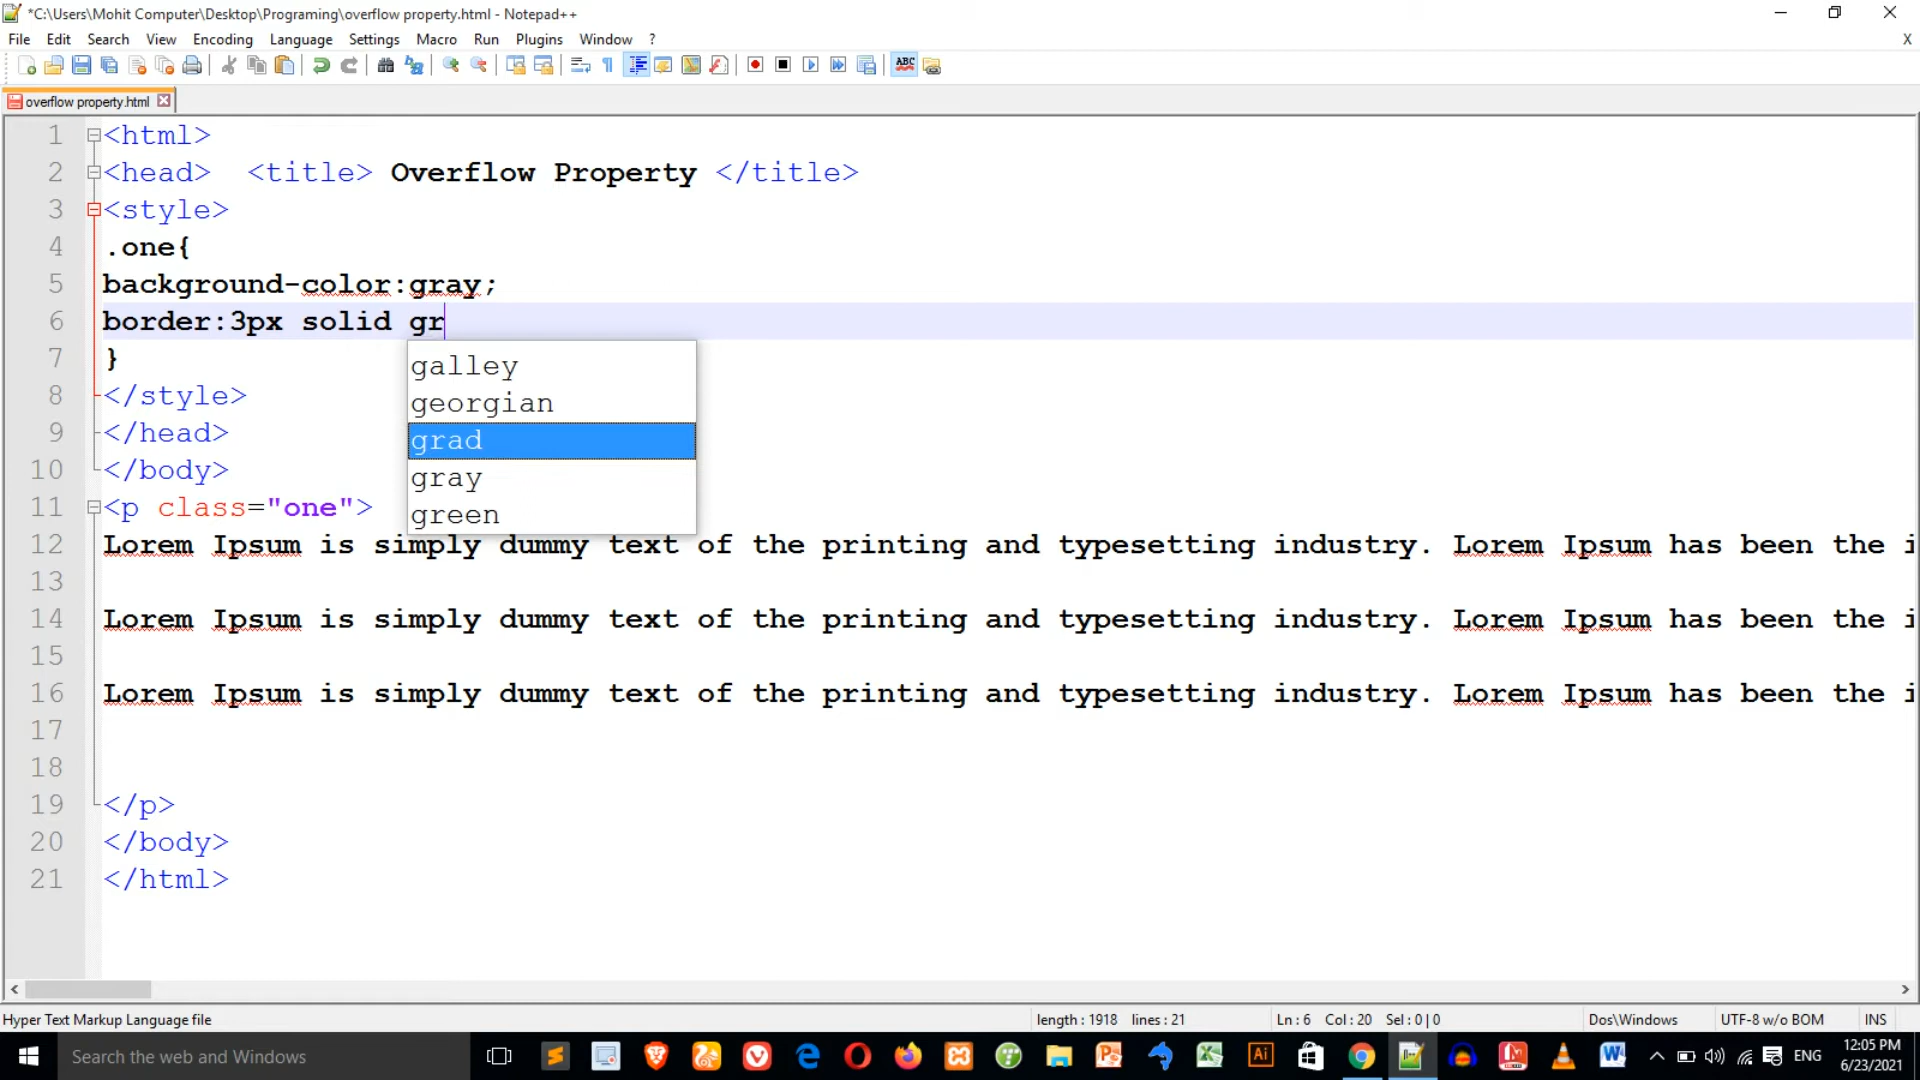 *C:\Users\Mohit Computer\Desktop\Programing\overflow property.html - Notepad++
File Edit Search View Encoding Language Settings Macro Run Plugins Window ? X
overflow property.html
1 <html>
2 <head> <title> Overflow Property </title>
3 <style>
4 .one{
5 background-color:gray;
6 border:3px solid gr
galley
7 }
georgian
8 </style>
grad
9 </head>
gray
10 </body>
green
11 <p class="one">
12 Lorem Ipsum is simply dummy text of the printing and typesetting industry. Lorem Ipsum has been the i
13
14 Lorem Ipsum is simply dummy text of the printing and typesetting industry. Lorem Ipsum has been the i
15
16 Lorem Ipsum is simply dummy text of the printing and typesetting industry. Lorem Ipsum has been the i
17
18
19 </p>
20 </body>
21 </html>
Hyper Text Markup Language file length : 1918 lines : 21 Ln : 6 Col : 20 Sel : 0 | 0 Dos\Windows UTF-8 w/o BOM INS
Search the web and Windows ENG 12:05 PM
6/23/2021